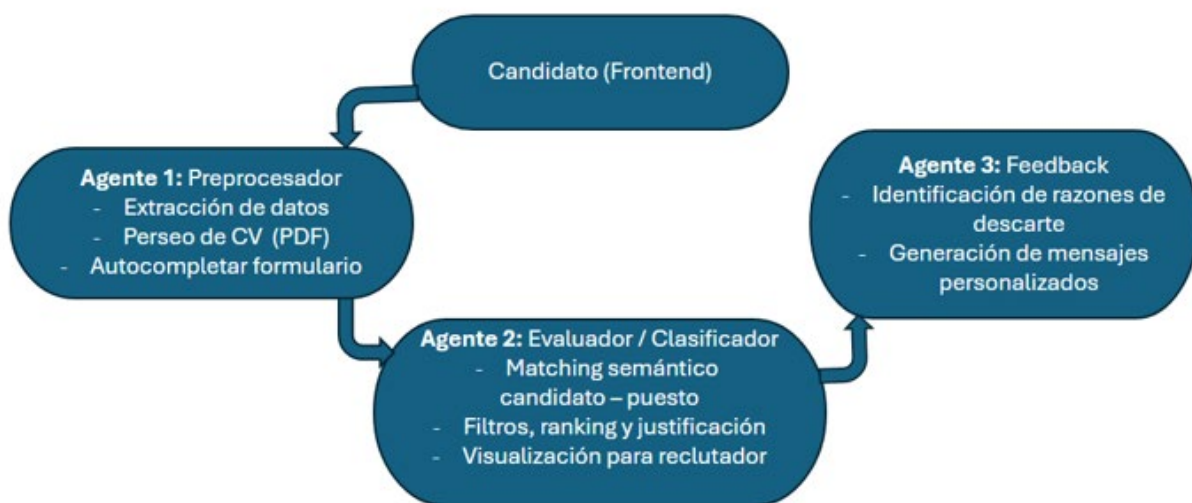 Candidato (Frontend)
Agente 1: Preprocesador
- Extracción de datos
- Perseo de CV (PDF)
- Autocompletar formulario
Agente 2: Evaluador / Clasificador
- Matching semántico
candidato – puesto
- Filtros, ranking y justificación
- Visualización para reclutador
Agente 3: Feedback
- Identificación de razones de
descarte
- Generación de mensajes
personalizados